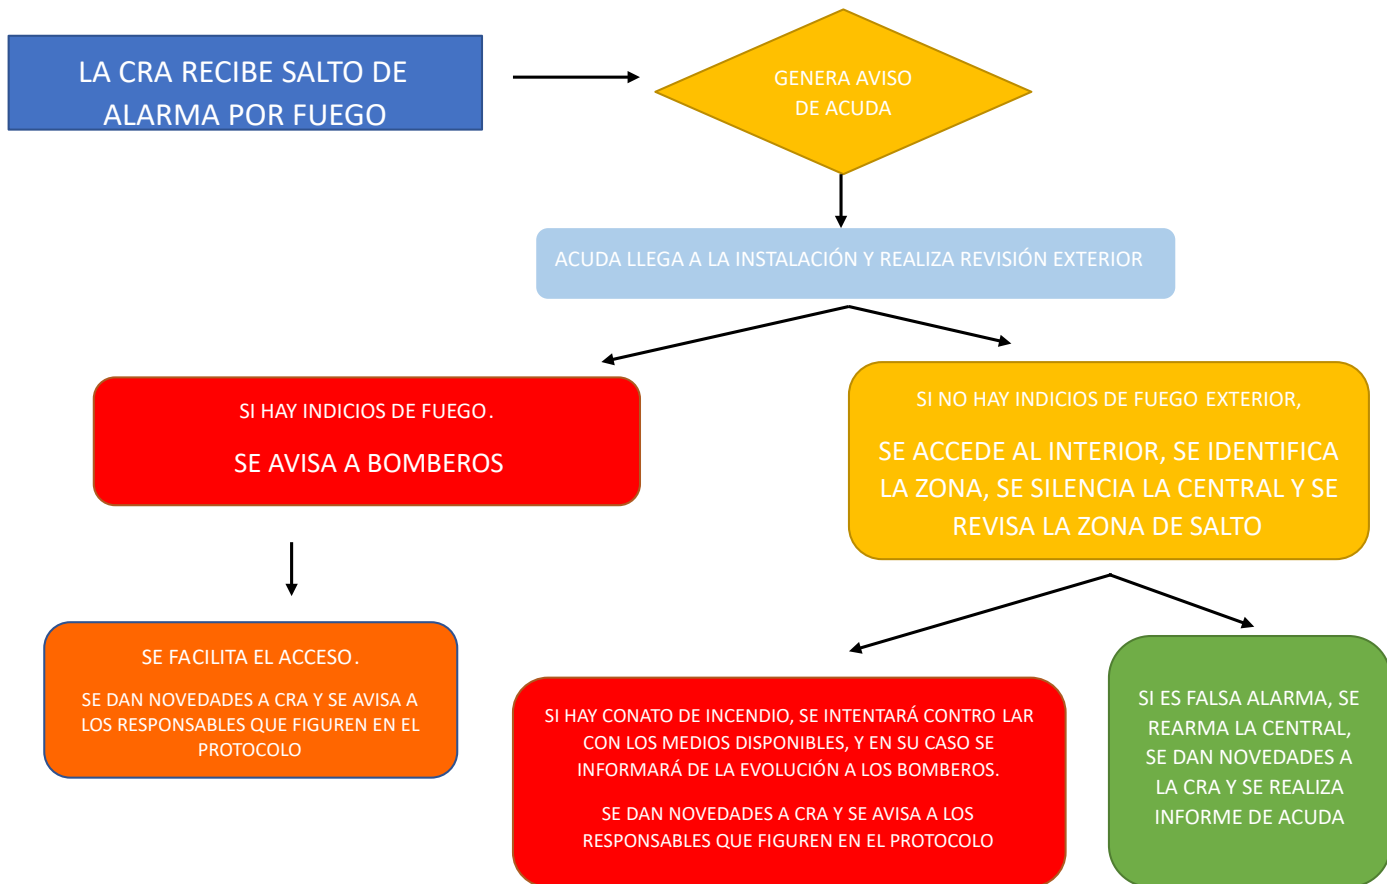 LA CRA RECIBE SALTO DE
ALARMA POR FUEGO
GENERA AVISO
DE ACUDA
ACUDA LLEGA A LA INSTALACIÓN Y REALIZA REVISIÓN EXTERIOR
SI HAY INDICIOS DE FUEGO.
SE AVISA A BOMBEROS
SI NO HAY INDICIOS DE FUEGO EXTERIOR,
SE ACCEDE AL INTERIOR, SE IDENTIFICA
LA ZONA, SE SILENCIA LA CENTRAL Y SE
REVISA LA ZONA DE SALTO
SE FACILITA EL ACCESO.
SE DAN NOVEDADES A CRA Y SE AVISA A
LOS RESPONSABLES QUE FIGUREN EN EL
PROTOCOLO
SI HAY CONATO DE INCENDIO, SE INTENTARÁ CONTRO LAR
CON LOS MEDIOS DISPONIBLES, Y EN SU CASO SE
INFORMARÁ DE LA EVOLUCIÓN A LOS BOMBEROS.
SE DAN NOVEDADES A CRA Y SE AVISA A LOS
RESPONSABLES QUE FIGUREN EN EL PROTOCOLO
SI ES FALSA ALARMA, SE
REARMA LA CENTRAL,
SE DAN NOVEDADES A
LA CRA Y SE REALIZA
INFORME DE ACUDA